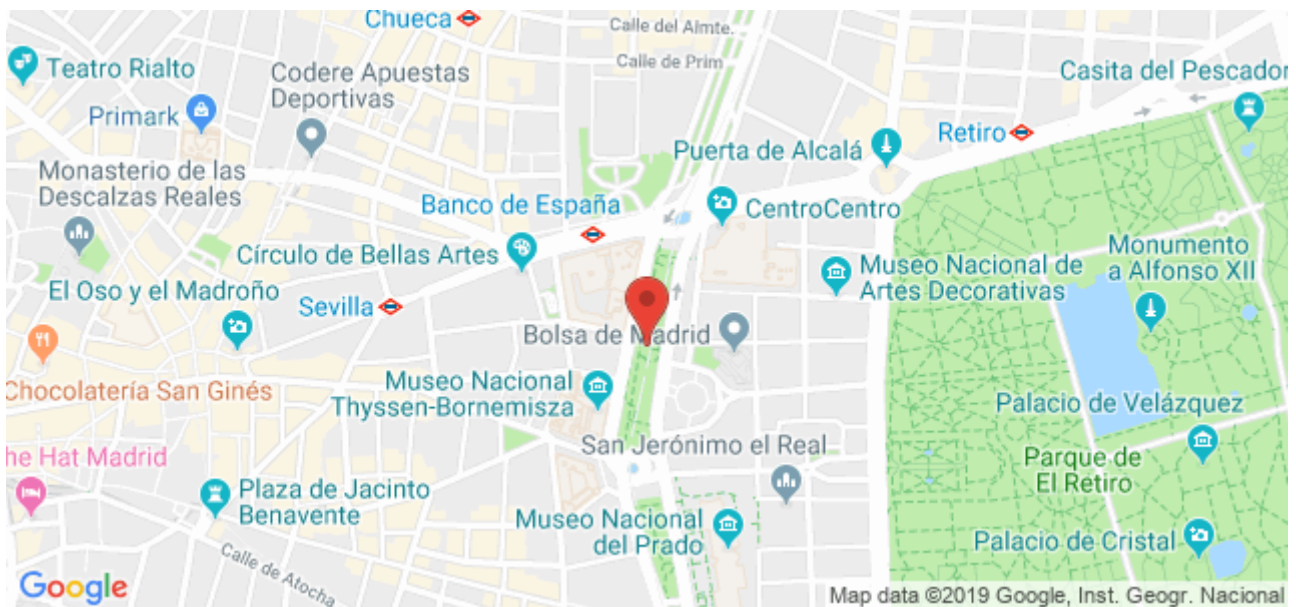 Chueca
Calle del Almte.
Teatro Rialto
Codere Apuestas
Deportivas
Calle de Prim
Casita del Pescador
Primark
Retiro
Puerta de Alcalá
Monasterio de las
Descalzas Reales
Banco de España
CentroCentro
Círculo de Bellas Artes
Museo Nacional de
Artes Decorativas
Monumento
a Alfonso XII
El Oso y el Madroño
Sevilla
Bolsa de Madrid
Chocolatería San Ginés
Museo Nacional
Thyssen-Bornemisza
Palacio de Velázquez
San Jerónimo el Real
he Hat Madrid
Parque de
El Retiro
Plaza de Jacinto
Benavente
Museo Nacional
del Prado
Palacio de Cristal
Calle de Atocha
Google
Map data ©2019 Google, Inst. Geogr. Nacional